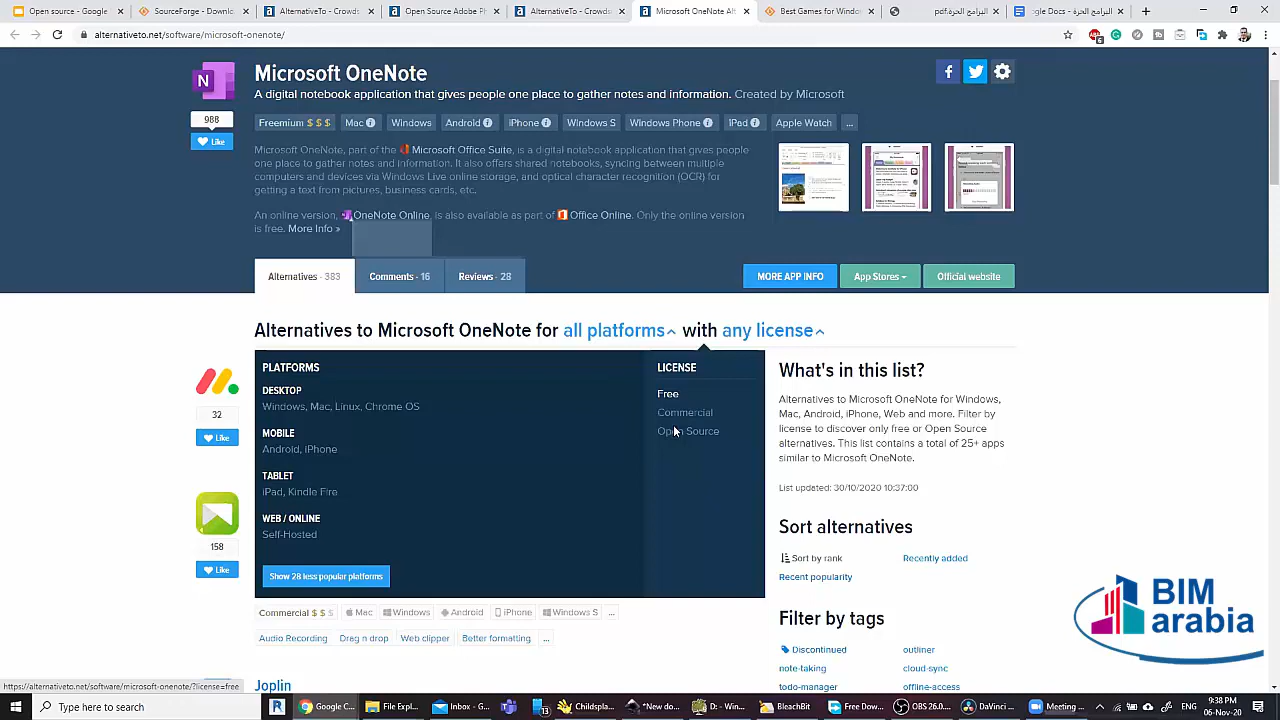 Open source - Google
SourceForge - Downl
AlternativeTo - Crowds
Open Source Adobe Ph
AlternativeTo - Crowds
Microsoft OneNote Alt
Best Games for Window
البرامج الحرة.pdf
البرامج الحرة - Google Docs
alternativeto.net/software/microsoft-onenote/
Microsoft OneNote
A digital notebook application that gives people one place to gather notes and information. Created by Microsoft
988
Like
Freemium $ $ $ Mac Windows Android iPhone Windows S Windows Phone iPad Apple Watch ...
Microsoft OneNote, part of the Microsoft Office Suite, is a digital notebook application that gives people
one place to gather notes and information. It also offers shared notebooks, syncing between multiple
computers and devices via Windows Live online storage, and optical character recognition (OCR) for
getting a text from pictures, business cards, etc.
An online version, OneNote Online, is also available as part of Office Online. Only the online version
is free. More Info »
Alternatives - 383
Comments - 16
Reviews - 28
MORE APP INFO
App Stores
Official website
Alternatives to Microsoft OneNote for all platforms with any license
PLATFORMS
DESKTOP
Windows, Mac, Linux, Chrome OS
MOBILE
Android, iPhone
TABLET
iPad, Kindle Fire
WEB / ONLINE
Self-Hosted
Show 28 less popular platforms
LICENSE
Free
Commercial
Open Source
32
Like
158
Like
What's in this list?
Alternatives to Microsoft OneNote for Windows,
Mac, Android, iPhone, Web and more. Filter by
license to discover only free or Open Source
alternatives. This list contains a total of 25+ apps
similar to Microsoft OneNote.
List updated: 30/10/2020 10:37:00
Sort alternatives
Sort by rank
Recently added
Recent popularity
Filter by tags
Discontinued
outliner
note-taking
cloud-sync
todo-manager
offline-access
Commercial $ $ $ Mac Windows Android iPhone Windows S ...
Audio Recording Drag n drop Web clipper Better formatting ...
Joplin
BIM
arabia
https://alternativeto.net/software/microsoft-onenote/?license=free
Type here to search
Google C...
File Expl...
Inbox - G...
13
Childspla...
*New do...
D: - Win...
BleachBit
Free Dow...
OBS 26.0...
DaVinci ...
Meeting ...
9:38 PM
06-Nov-20